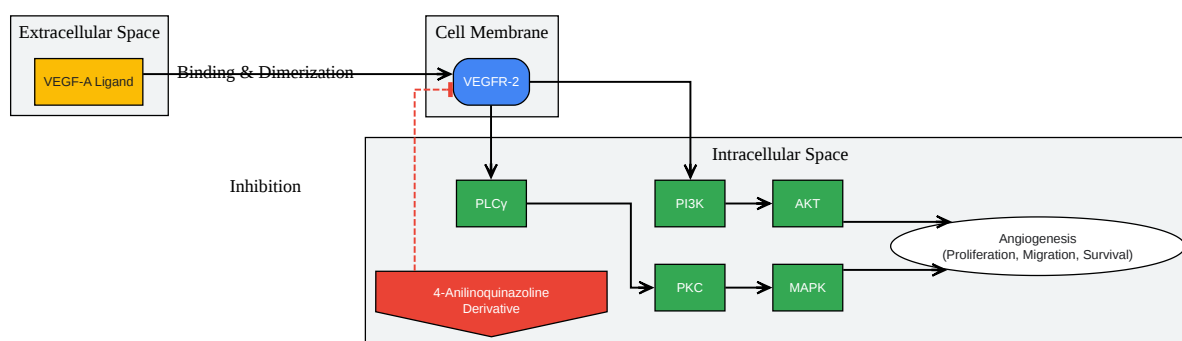 Extracellular Space
VEGF-A Ligand
Binding & Dimerization
Cell Membrane
VEGFR-2
Inhibition
Intracellular Space
PLCγ
PI3K
AKT
Angiogenesis
(Proliferation, Migration, Survival)
4-Anilinoquinazoline
Derivative
PKC
MAPK